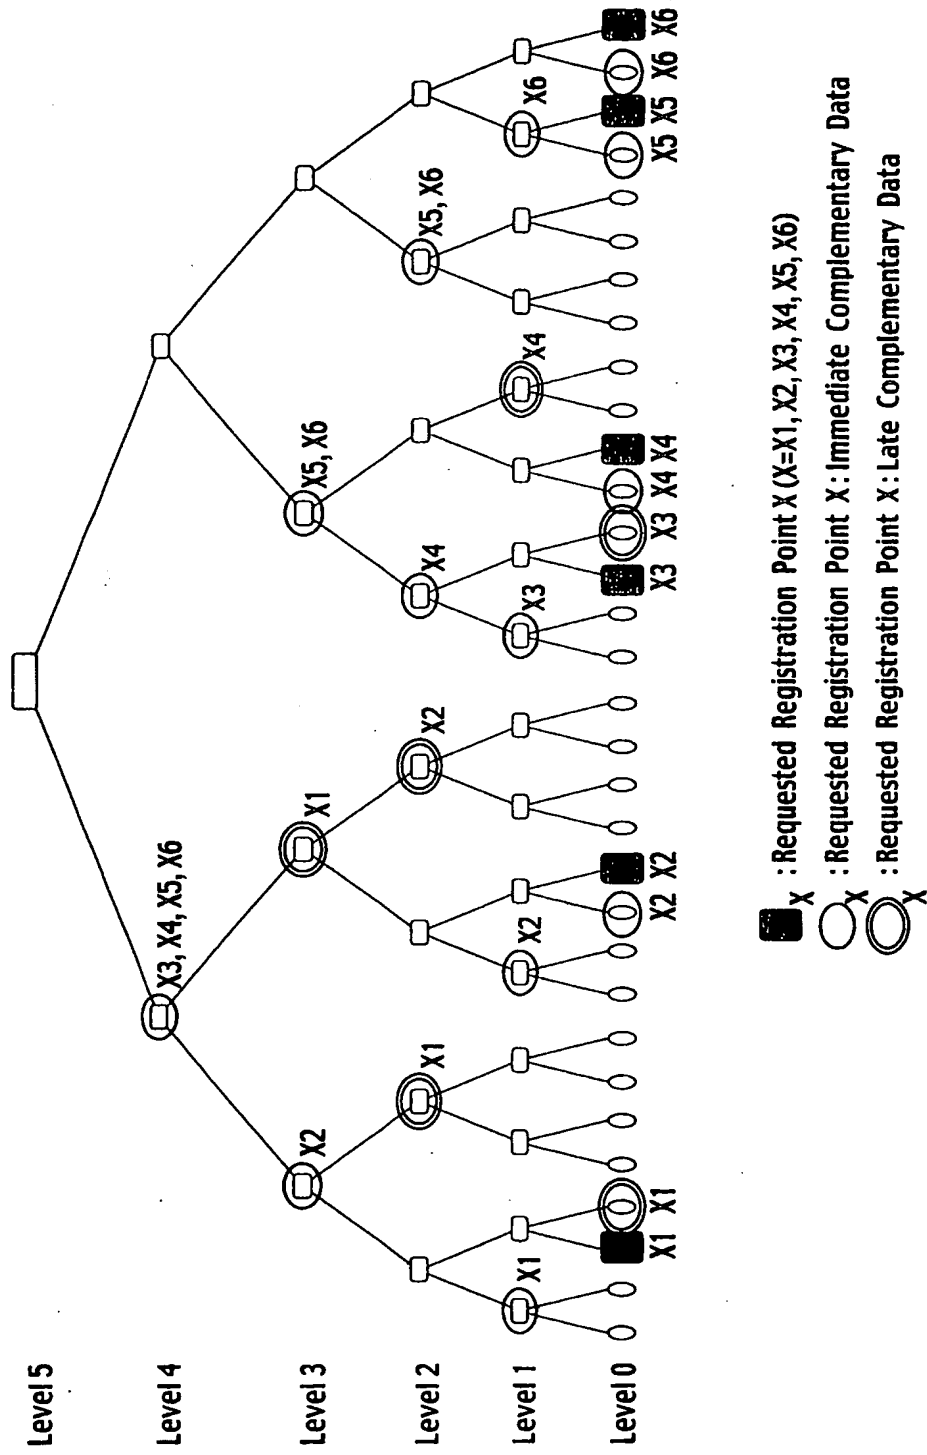 Level 5
Level 4
X3, X4, X5, X6
Level 3
X2
X1
X5, X6
Level 2
X1
X2
X4
X5, X6
Level 1
X1
X2
X3
X4
X6
Level 0
X1
X1
X2
X2
X3
X3
X4
X4
X5
X5
X6
X6
X : Requested Registration Point X (X=X1, X2, X3, X4, X5, X6)
X : Requested Registration Point X : Immediate Complementary Data
X : Requested Registration Point X : Late Complementary Data